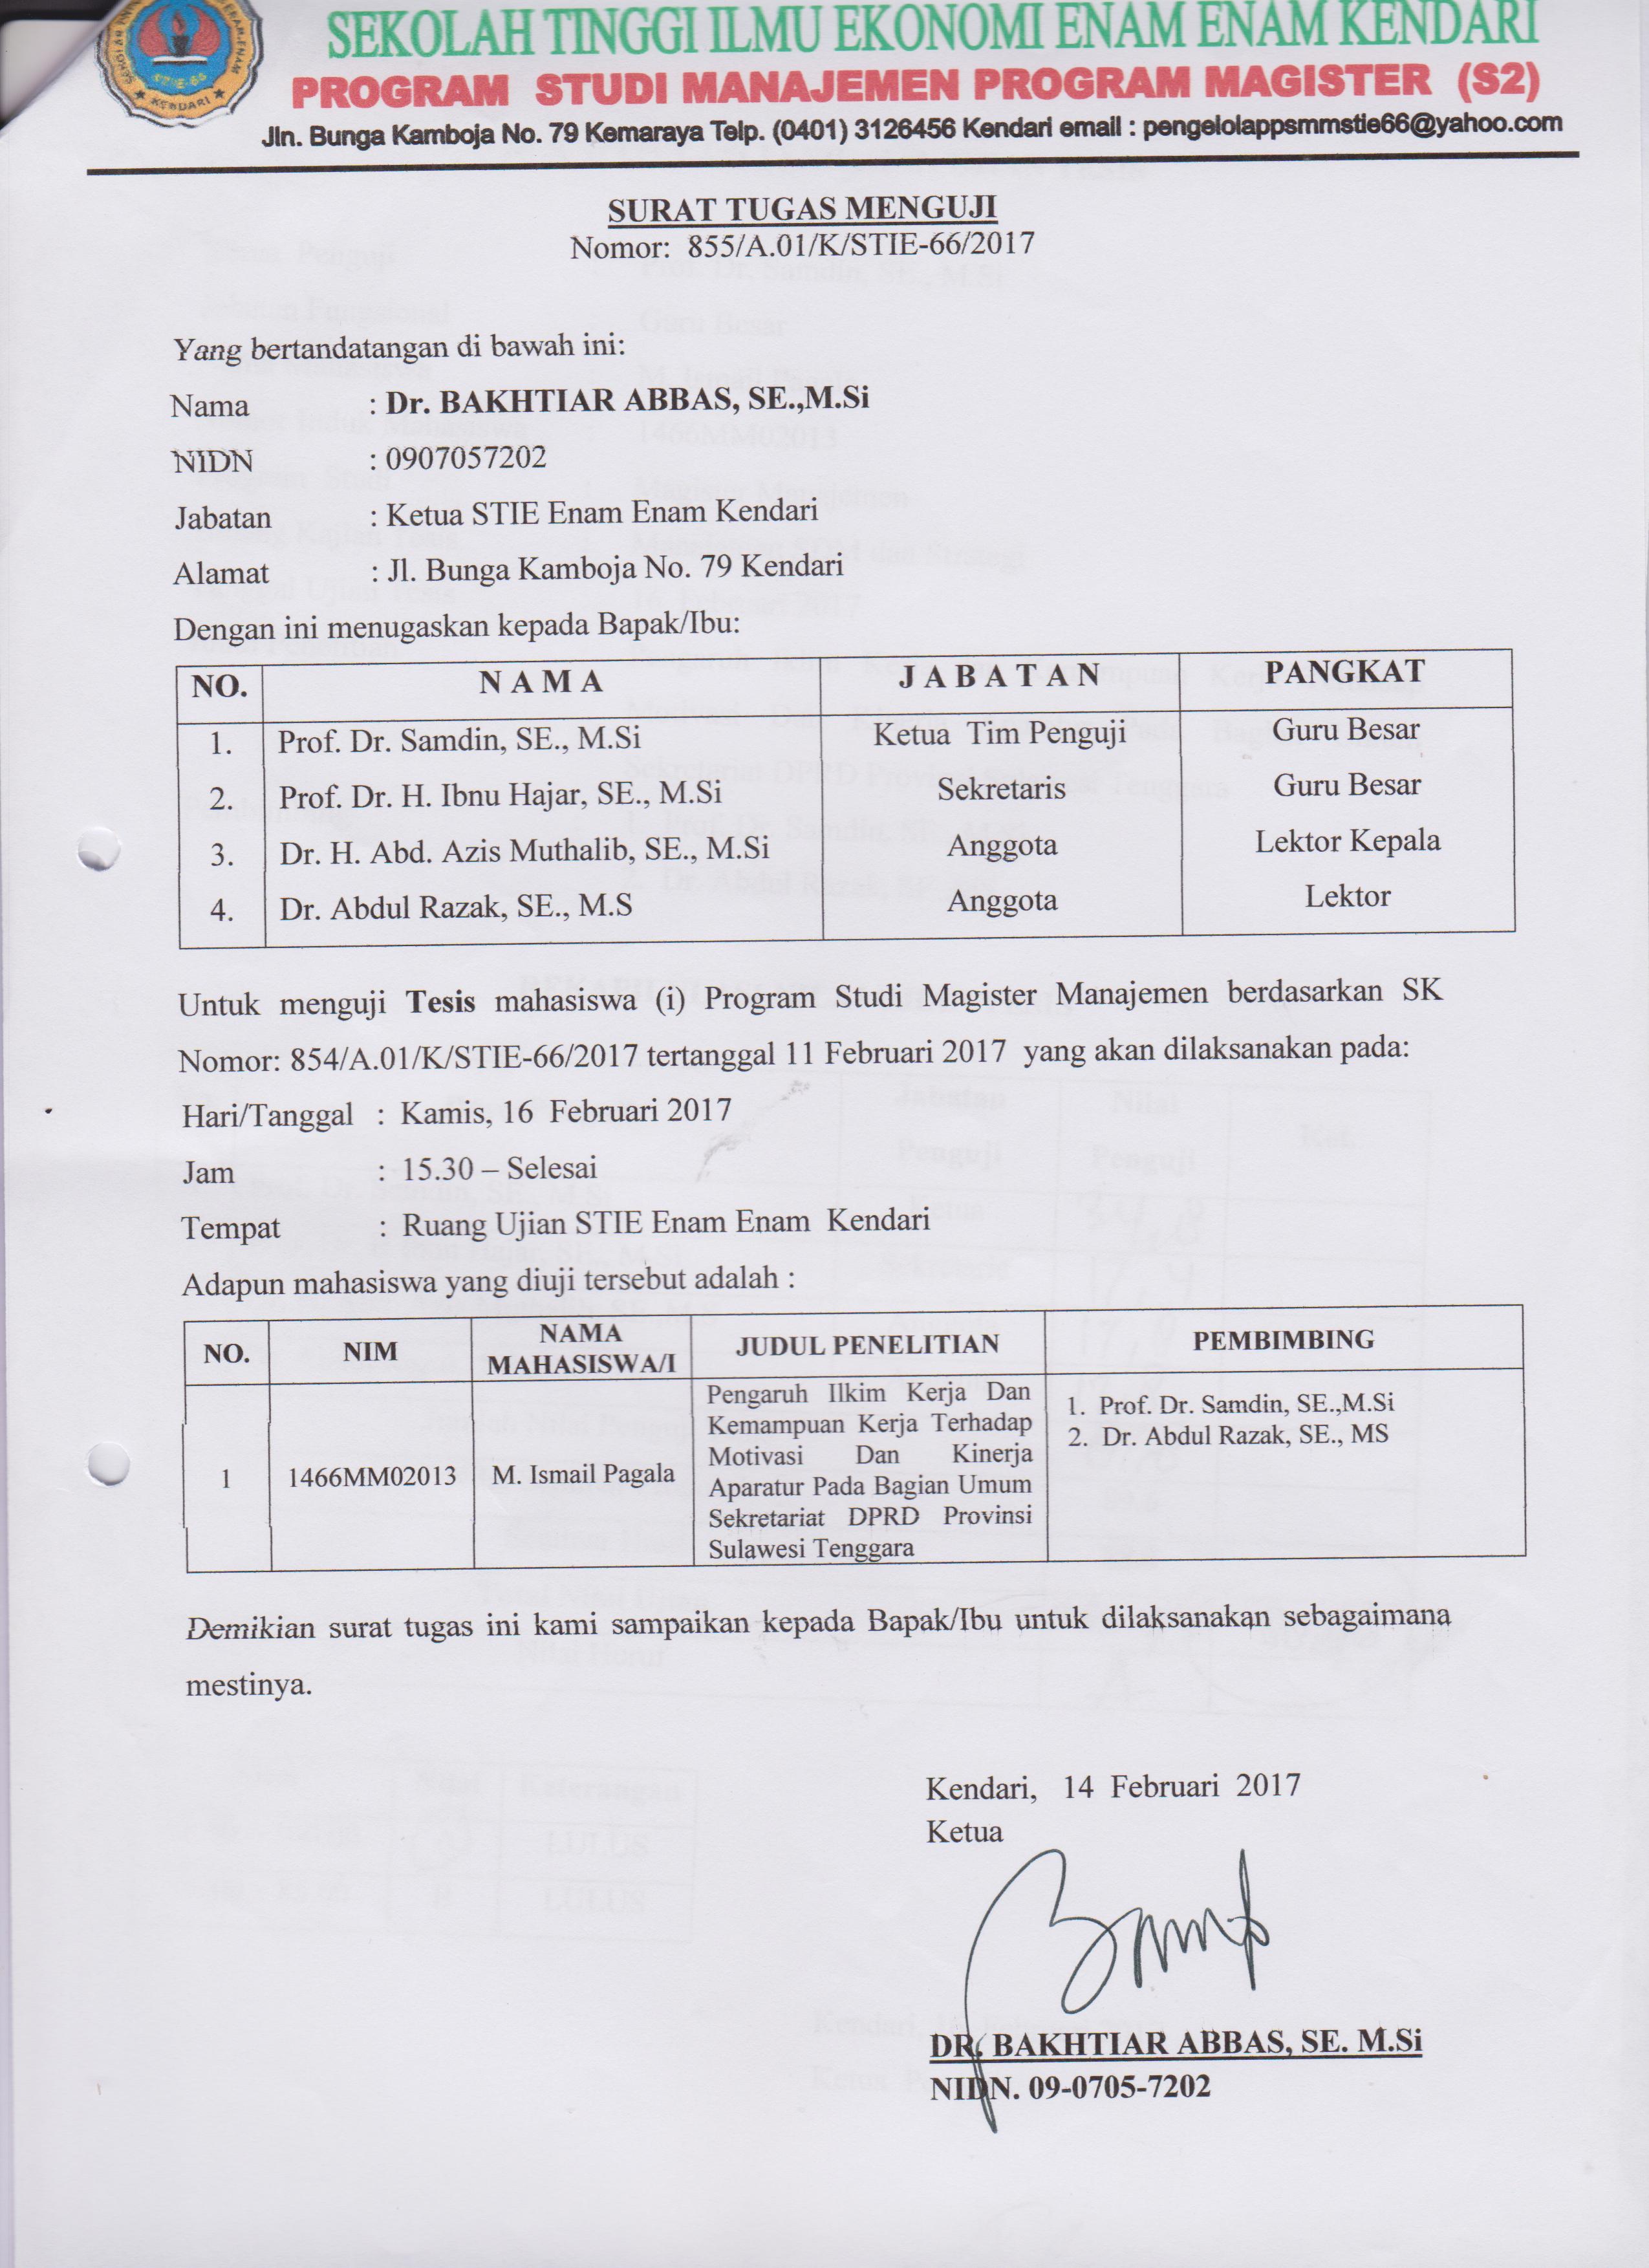 SEKOLAH TINGGI ILMU EKONOMI ENAM ENAM KENDARI
PROGRAM STUDI MANAJEMEN PROGRAM MAGISTER (S2)
Jln. Bunga Kamboja No. 79 Kemaraya Telp. (0401) 3126456 Kendari email : pengelolappsmmstie66@yahoo.com
STIE-66
KENDARI
SURAT TUGAS MENGUJI
Nomor: 855/A.01/K/STIE-66/2017
Yang bertandatangan di bawah ini:
Nama : Dr. BAKHTIAR ABBAS, SE.,M.Si
NIDN : 0907057202
Jabatan : Ketua STIE Enam Enam Kendari
Alamat : Jl. Bunga Kamboja No. 79 Kendari
Dengan ini menugaskan kepada Bapak/Ibu:
NO. N A M A J A B A T A N PANGKAT
1. Prof. Dr. Samdin, SE., M.Si Ketua Tim Penguji Guru Besar
2. Prof. Dr. H. Ibnu Hajar, SE., M.Si Sekretaris Guru Besar
3. Dr. H. Abd. Azis Muthalib, SE., M.Si Anggota Lektor Kepala
4. Dr. Abdul Razak, SE., M.S Anggota Lektor
Untuk menguji Tesis mahasiswa (i) Program Studi Magister Manajemen berdasarkan SK
Nomor: 854/A.01/K/STIE-66/2017 tertanggal 11 Februari 2017 yang akan dilaksanakan pada:
Hari/Tanggal : Kamis, 16 Februari 2017
Jam : 15.30 – Selesai
Tempat : Ruang Ujian STIE Enam Enam Kendari
Adapun mahasiswa yang diuji tersebut adalah :
NO. NIM NAMA MAHASISWA/I JUDUL PENELITIAN PEMBIMBING
1 1466MM02013 M. Ismail Pagala
Pengaruh Ilkim Kerja Dan
Kemampuan Kerja Terhadap
Motivasi Dan Kinerja
Aparatur Pada Bagian Umum
Sekretariat DPRD Provinsi
Sulawesi Tenggara
1. Prof. Dr. Samdin, SE.,M.Si
2. Dr. Abdul Razak, SE., MS
Demikian surat tugas ini kami sampaikan kepada Bapak/Ibu untuk dilaksanakan sebagaimana
mestinya.
Kendari, 14 Februari 2017
Ketua
DR. BAKHTIAR ABBAS, SE. M.Si
NIDN. 09-0705-7202